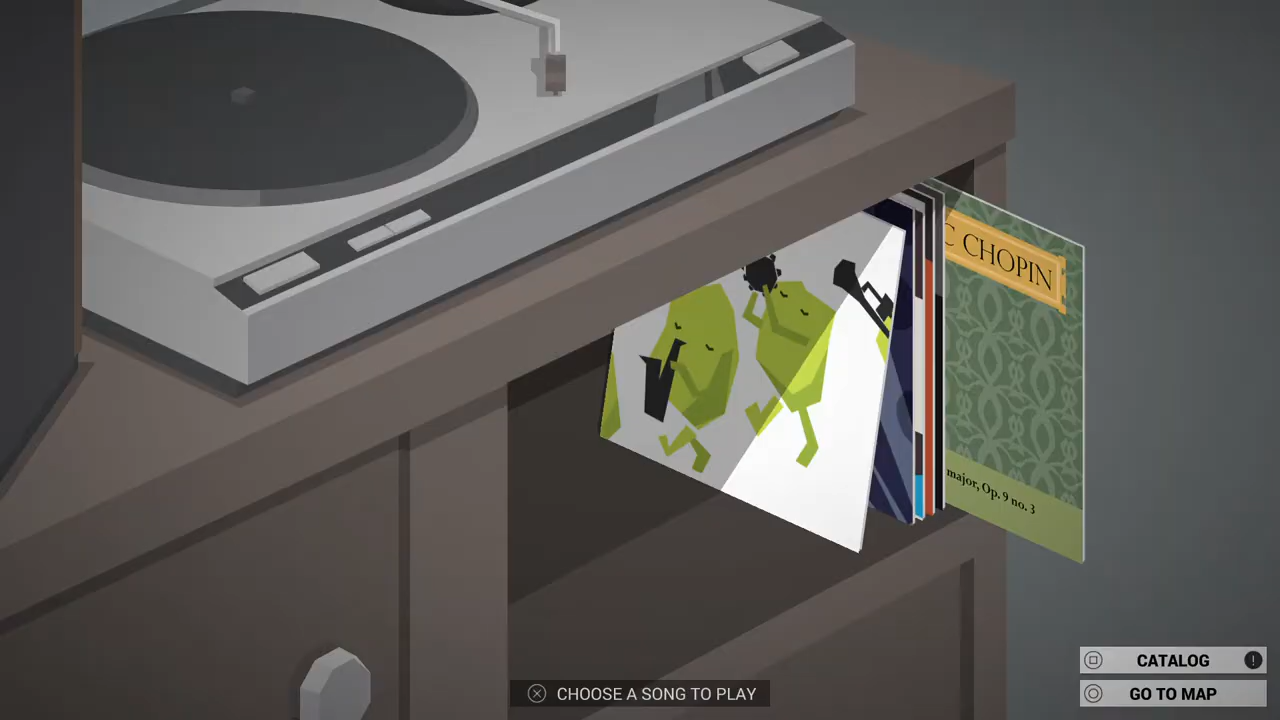 C CHOPIN
major, Op. 9 no. 3
CATALOG !
CHOOSE A SONG TO PLAY
GO TO MAP